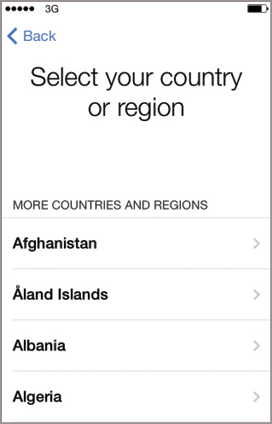 3G
Back
Select your country
or region
MORE COUNTRIES AND REGIONS
Afghanistan
Åland Islands
Albania
Algeria